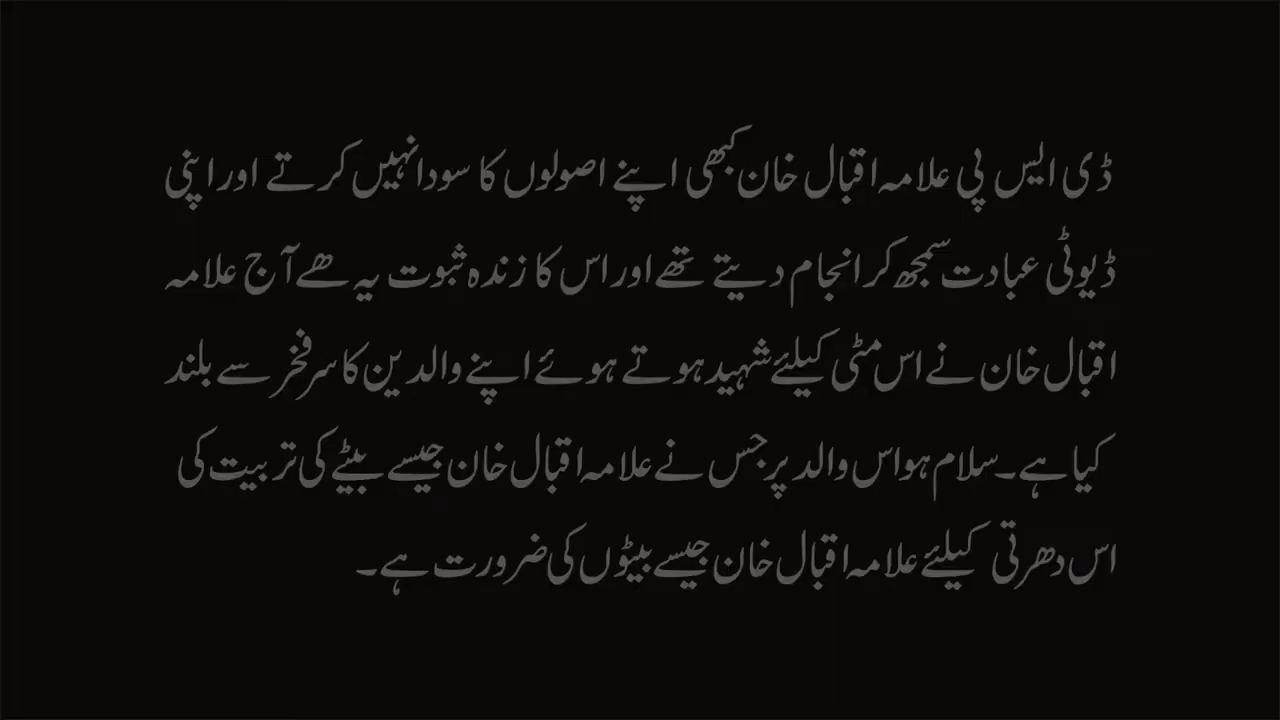 ڈی ایس پی علامہ اقبال خان کبھی اپنے اصولوں کا سودا نہیں کرتے اور اپنی
ڈیوٹی عبادت سمجھ کر انجام دیتے تھے اور اس کا زندہ ثبوت یہ ھے آج علامہ
اقبال خان نے اس مٹی کیلئے شہید ہوتے ہوئے اپنے والدین کا سر فخر سے بلند
کیا ہے۔ سلام ہو اس والد پر جس نے علامہ اقبال خان جیسے بیٹے کی تربیت کی
اس دھرتی کیلئے علامہ اقبال خان جیسے بیٹوں کی ضرورت ہے۔